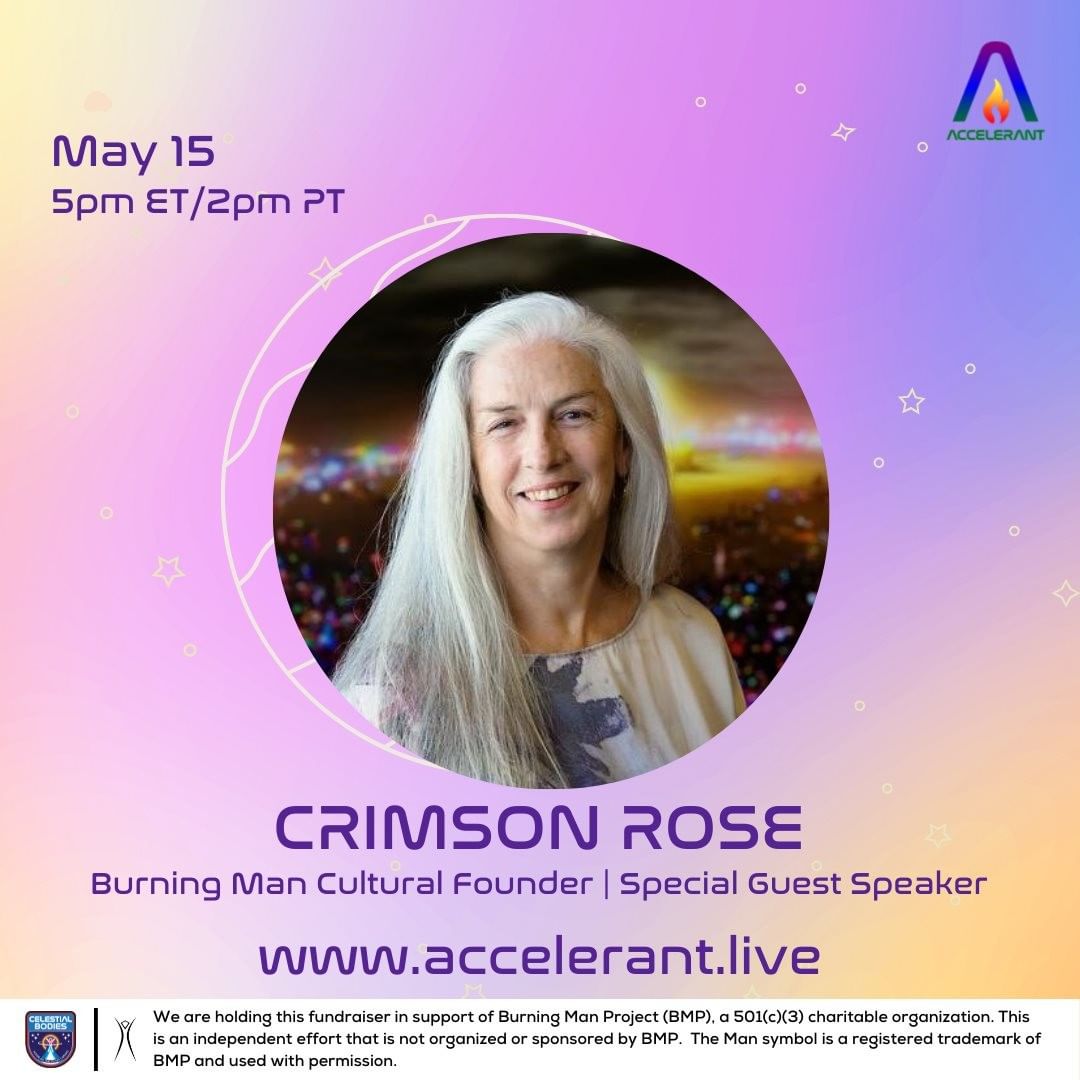 ACCELERANT
May 15
5pm ET/2pm PT
CRIMSON ROSE
Burning Man Cultural Founder | Special Guest Speaker
www.accelerant.live
CELESTIAL
BODIES
We are holding this fundraiser in support of Burning Man Project (BMP), a 501(c)(3) charitable organization. This
is an independent effort that is not organized or sponsored by BMP. The Man symbol is a registered trademark of
BMP and used with permission.